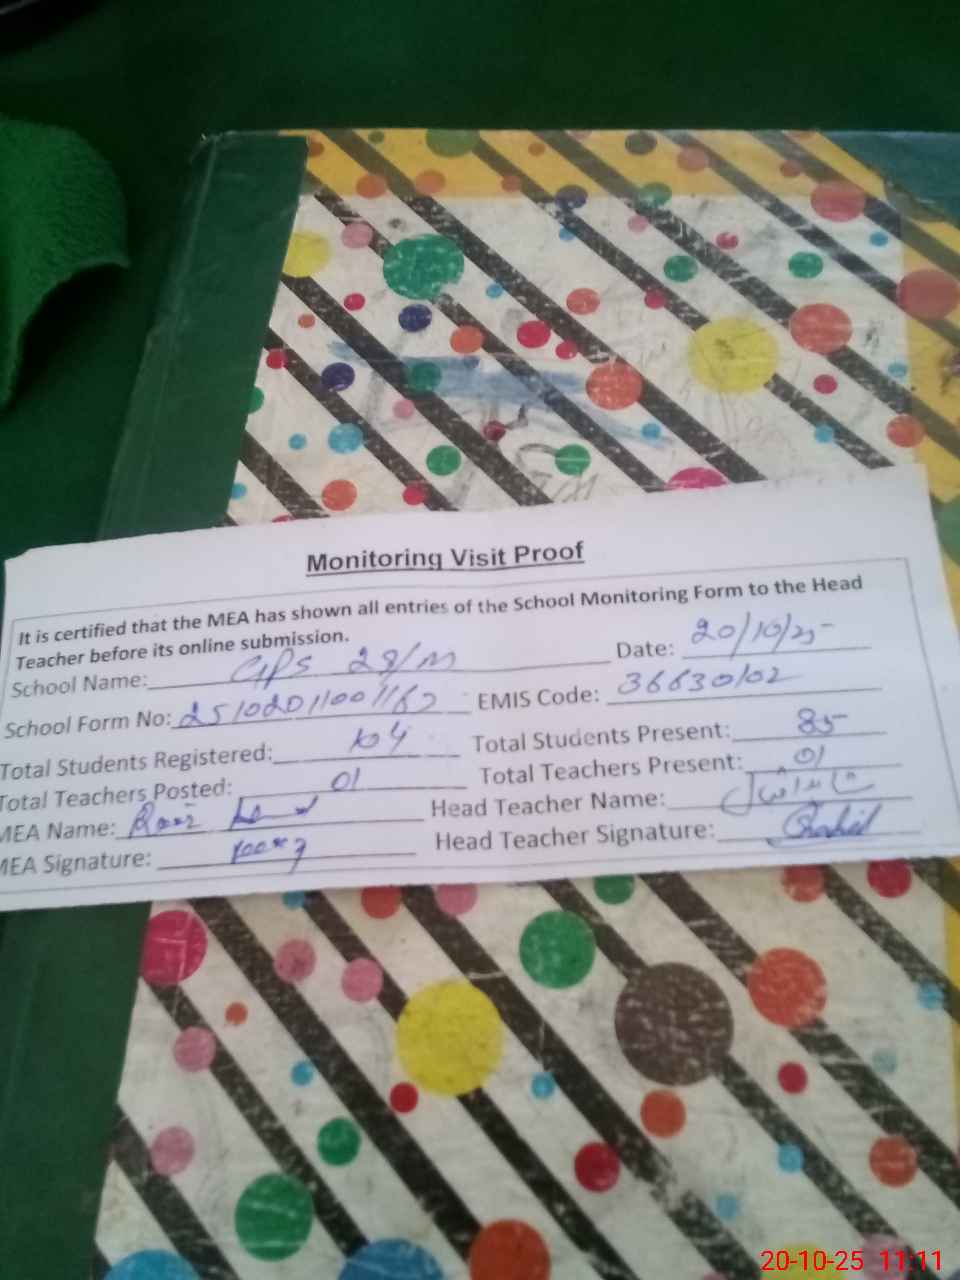 Monitoring Visit Proof
It is certified that the MEA has shown all entries of the School Monitoring Form to the Head
Teacher before its online submission.
School Name: GPS 28/M Date: 20/10/25
School Form No: EMIS Code: 36630102
Total Students Registered: 104 Total Students Present: 85
Total Teachers Posted: 01 Total Teachers Present: 01
MEA Name: Head Teacher Name:
MEA Signature: Head Teacher Signature: Shahid
20-10-25 11:11